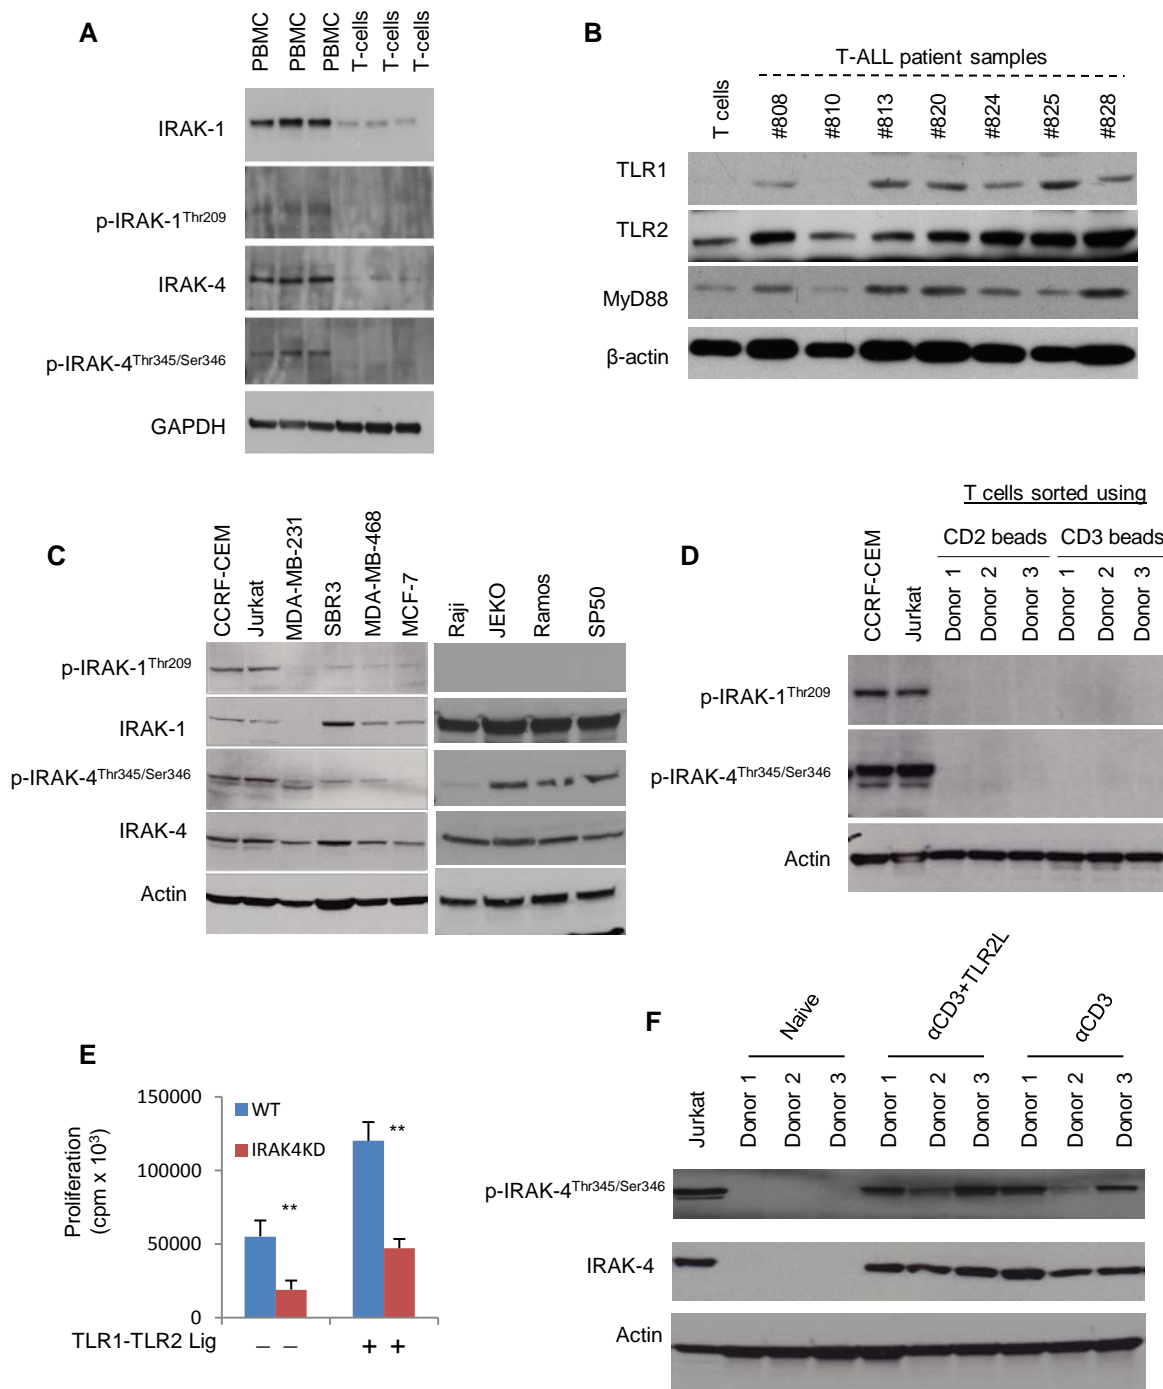 A
PBMC PBMC PBMC T-cells T-cells T-cells
IRAK-1
p-IRAK-1Thr209
IRAK-4
p-IRAK-4Thr345/Ser346
GAPDH
B
T-ALL patient samples
T cells #808 #810 #813 #820 #824 #825 #828
TLR1
TLR2
MyD88
β-actin
C
CCRF-CEM Jurkat MDA-MB-231 SBR3 MDA-MB-468 MCF-7 Raji JEKO Ramos SP50
p-IRAK-1Thr209
IRAK-1
p-IRAK-4Thr345/Ser346
IRAK-4
Actin
D
T cells sorted using
CD2 beads CD3 beads
CCRF-CEM Jurkat Donor 1 Donor 2 Donor 3 Donor 1 Donor 2 Donor 3
p-IRAK-1Thr209
p-IRAK-4Thr345/Ser346
Actin
E
Proliferation
(cpm x 10³)
150000
100000
50000
0
WT
IRAK4KD
**
**
TLR1-TLR2 Lig – – + +
F
Naive αCD3+TLR2L αCD3
Jurkat Donor 1 Donor 2 Donor 3 Donor 1 Donor 2 Donor 3 Donor 1 Donor 2 Donor 3
p-IRAK-4Thr345/Ser346
IRAK-4
Actin